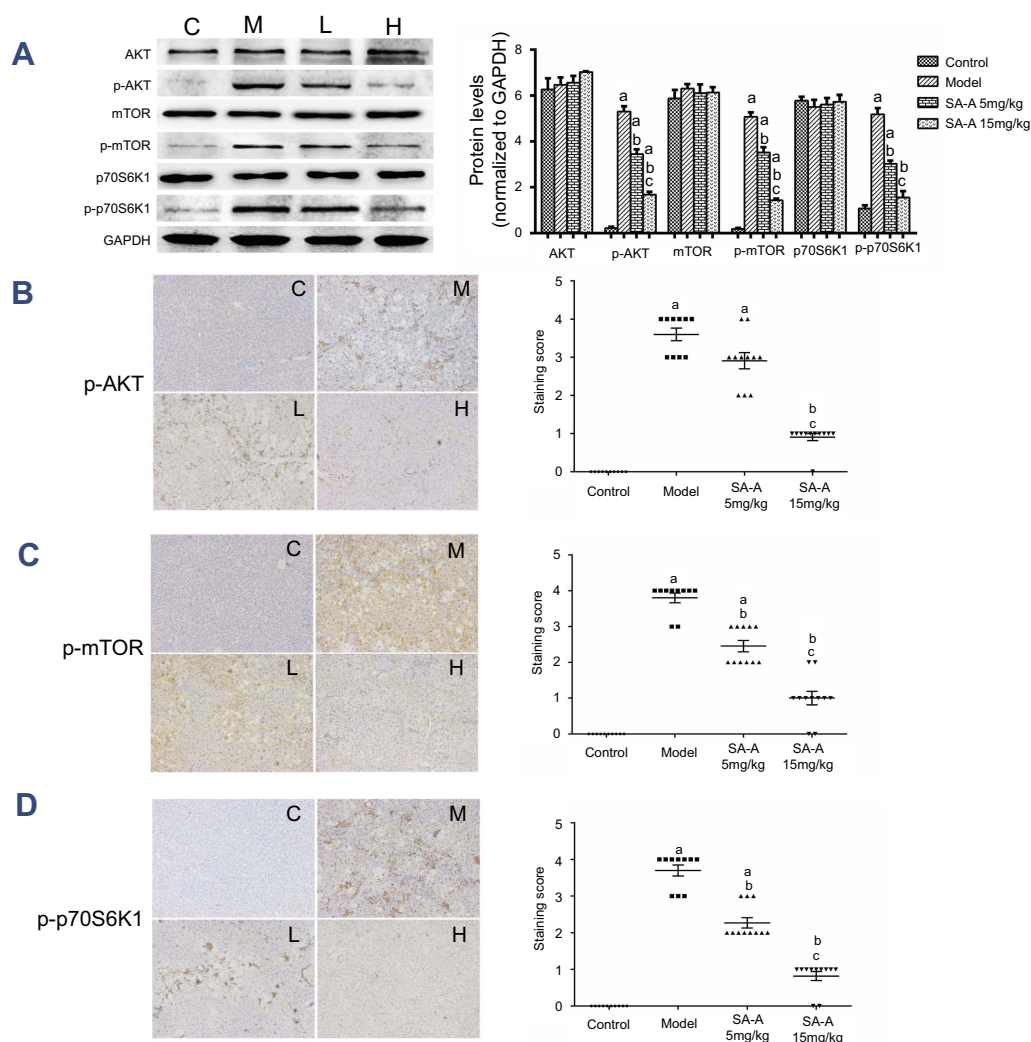 A
C M L H
AKT
p-AKT
mTOR
p-mTOR
p70S6K1
p-p70S6K1
GAPDH
Protein levels
(normalized to GAPDH)
8
6
4
2
0
a
a b
a b c
a
a b
a b c
a
a b
b c
AKT p-AKT mTOR p-mTOR p70S6K1 p-p70S6K1
Control
Model
SA-A 5mg/kg
SA-A 15mg/kg
B
p-AKT
C M
L H
Staining score
5
4
3
2
1
0
a a b
c
Control Model SA-A SA-A
5mg/kg 15mg/kg
C
p-mTOR
C M
L H
Staining score
5
4
3
2
1
0
a a b
b c
Control Model SA-A SA-A
5mg/kg 15mg/kg
D
p-p70S6K1
C M
L H
Staining score
5
4
3
2
1
0
a a b
b c
Control Model SA-A SA-A
5mg/kg 15mg/kg